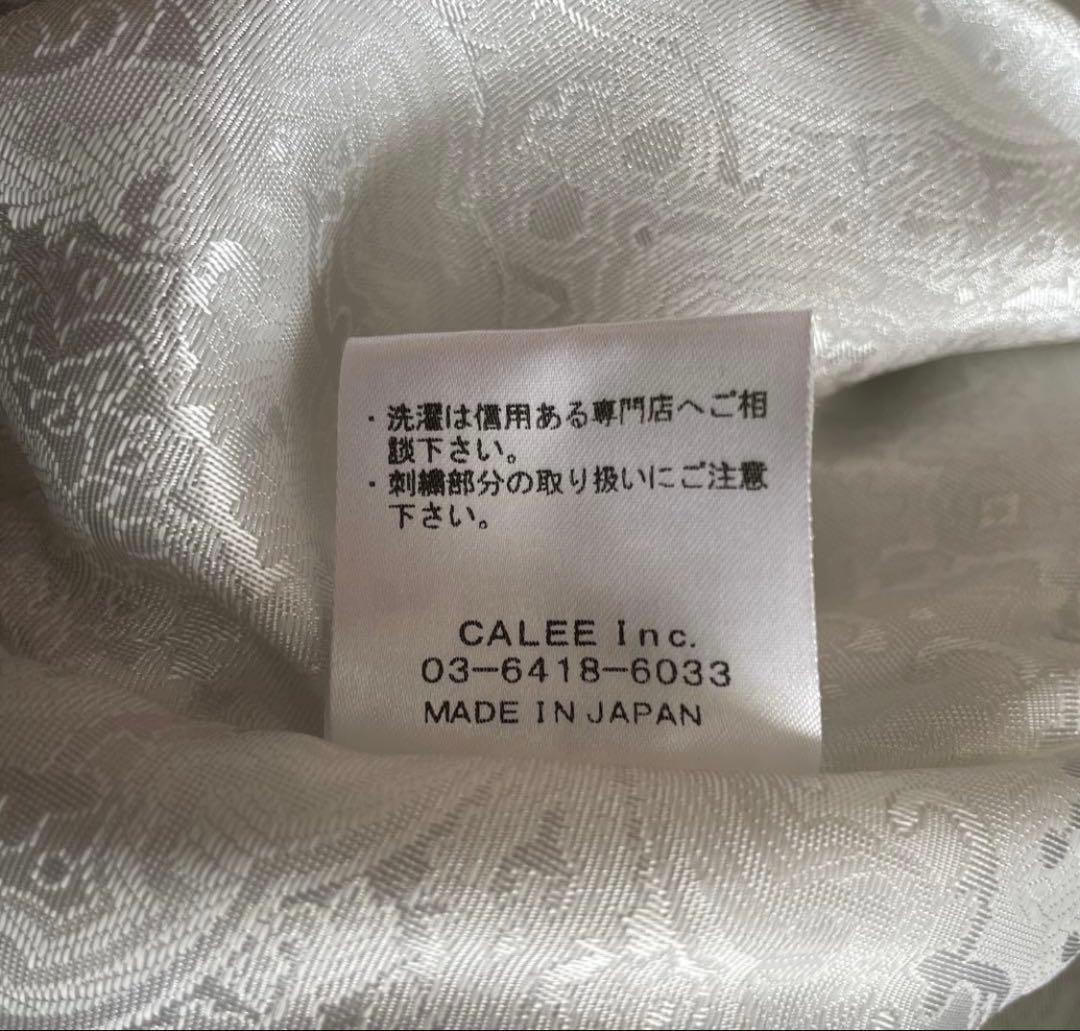 ・洗濯は信用ある専門店へご相
談下さい。
・刺繍部分の取り扱いにご注意
下さい。
CALEE Inc.
03-6418-6033
MADE IN JAPAN